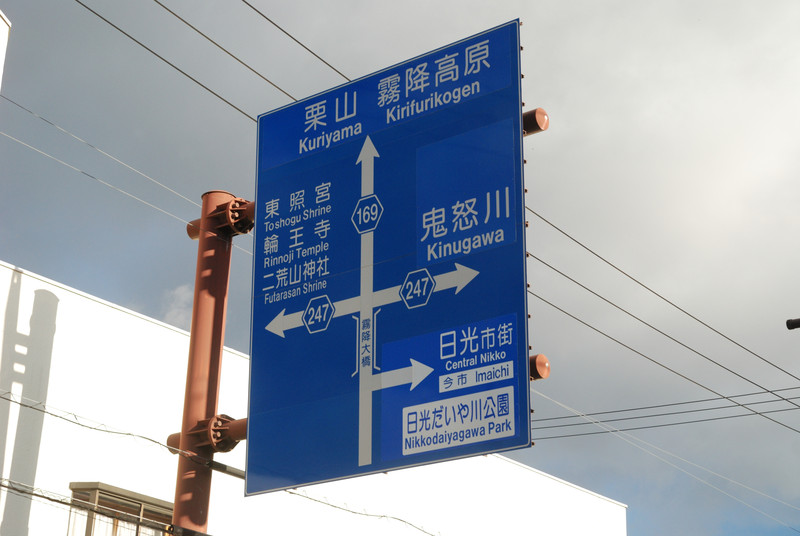 栗山
Kuriyama
霧降高原
Kirifurikogen
東照宮
Toshogu Shrine
輪王寺
Rinnoji Temple
二荒山神社
Futarasan Shrine
169
鬼怒川
Kinugawa
247
247
霧降大橋
日光市街
Central Nikko
今市 Imaichi
日光だいや川公園
Nikkodaiyagawa Park